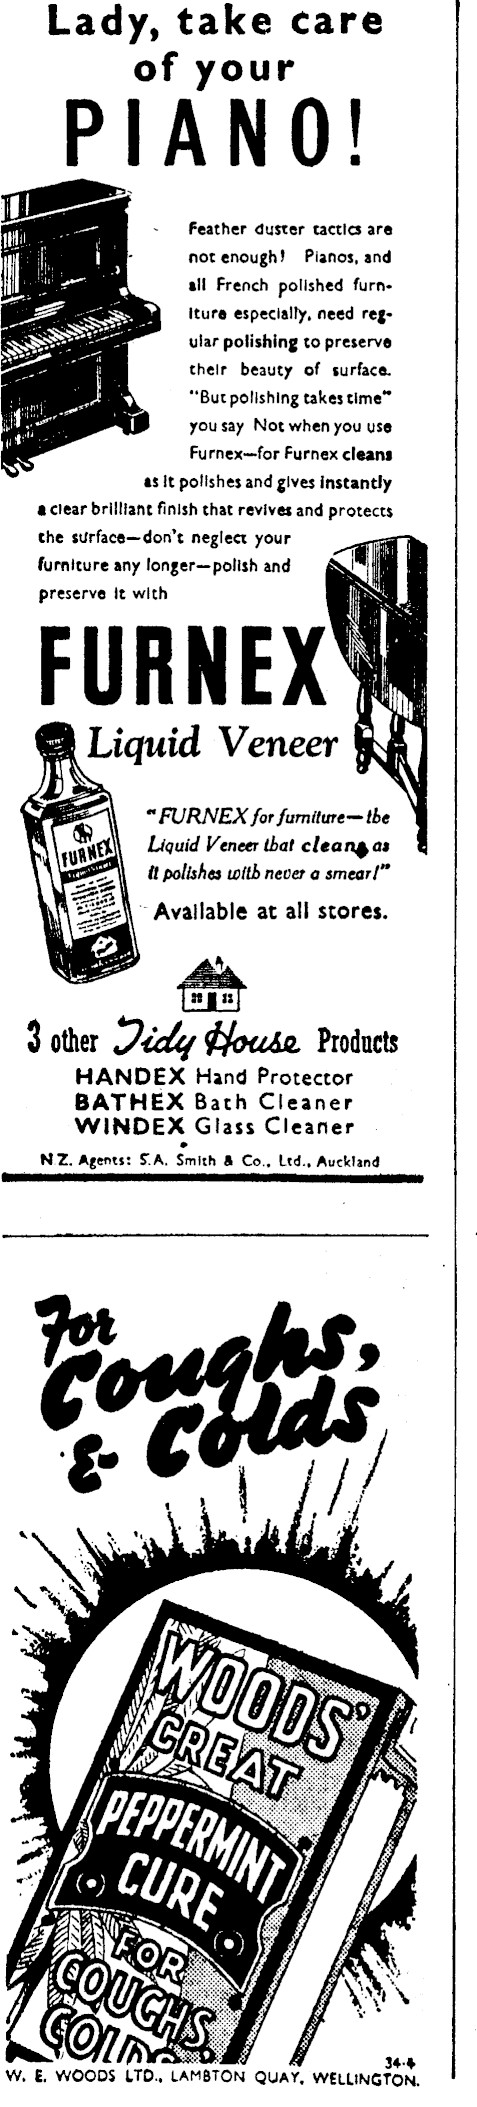 Lady, take care
of your
PIANO!
Feather duster tactics are
not enough! Pianos, and
all French polished furn-
iture especially, need reg-
ular polishing to preserve
their beauty of surface.
"But polishing takes time"
you say Not when you use
Furnex—for Furnex cleans
as it polishes and gives instantly
a clear brilliant finish that revives and protects
the surface—don't neglect your
furniture any longer—polish and
preserve it with
FURNEX
Liquid Veneer
FURNEX
Liquid Veneer
"FURNEX for furniture—the
Liquid Veneer that cleans as
it polishes with never a smear!"
Available at all stores.
3 other Tidy House Products
HANDEX Hand Protector
BATHEX Bath Cleaner
WINDEX Glass Cleaner
N.Z. Agents: S.A. Smith & Co., Ltd., Auckland
For
Coughs,
& Colds
WOODS'
GREAT
PEPPERMINT
CURE
FOR
COUGHS,
COLDS
34-4
W. E. WOODS LTD., LAMBTON QUAY, WELLINGTON.